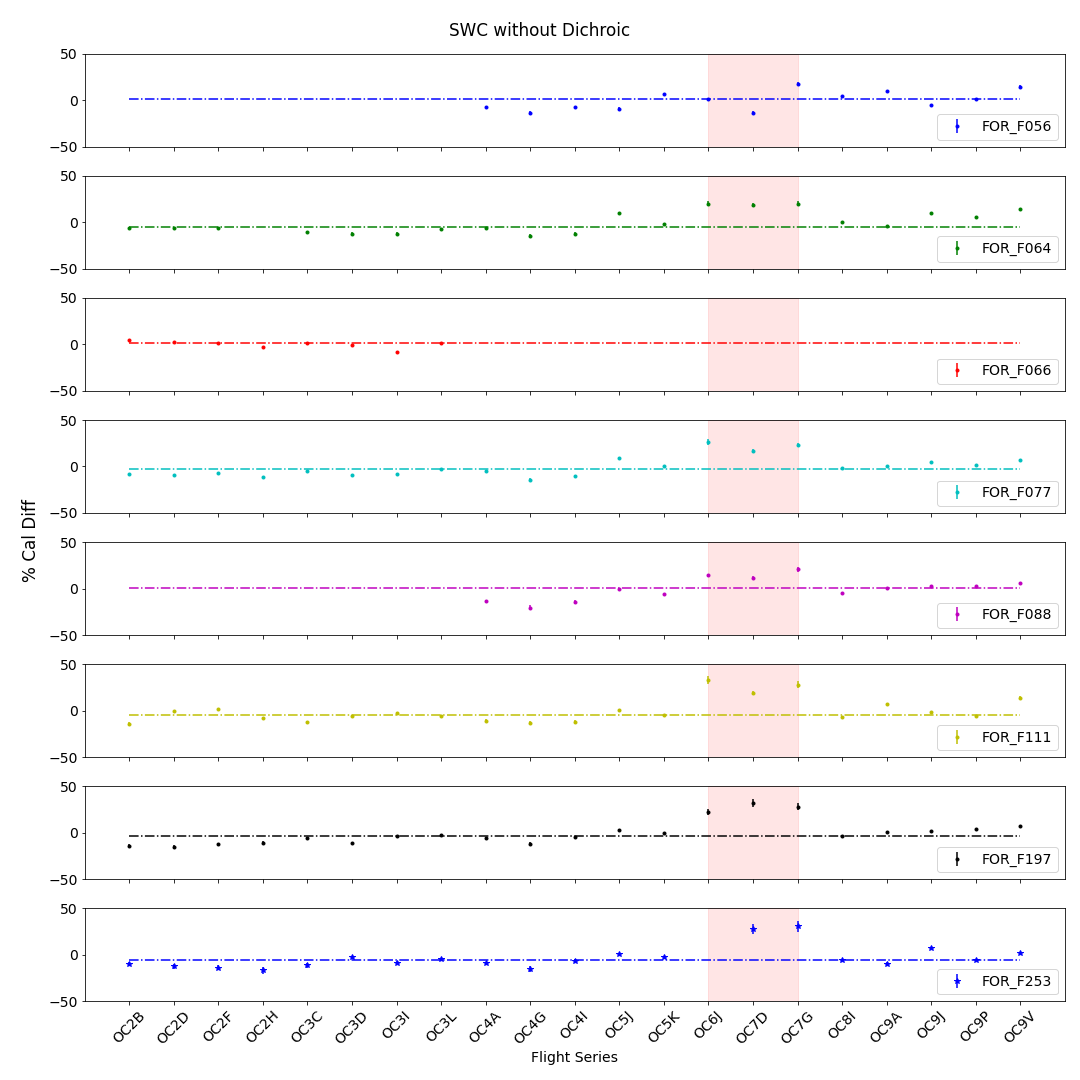 SWC without Dichroic
50
0
−50
FOR_F056
50
0
−50
FOR_F064
50
0
−50
FOR_F066
50
0
−50
FOR_F077
% Cal Diff
50
0
−50
FOR_F088
50
0
−50
FOR_F111
50
0
−50
FOR_F197
50
0
−50
FOR_F253
OC2B OC2D OC2F OC2H OC3C OC3D OC3I OC3L OC4A OC4G OC4I OC5J OC5K OC6J OC7D OC7G OC8I OC9A OC9J OC9P OC9V
Flight Series